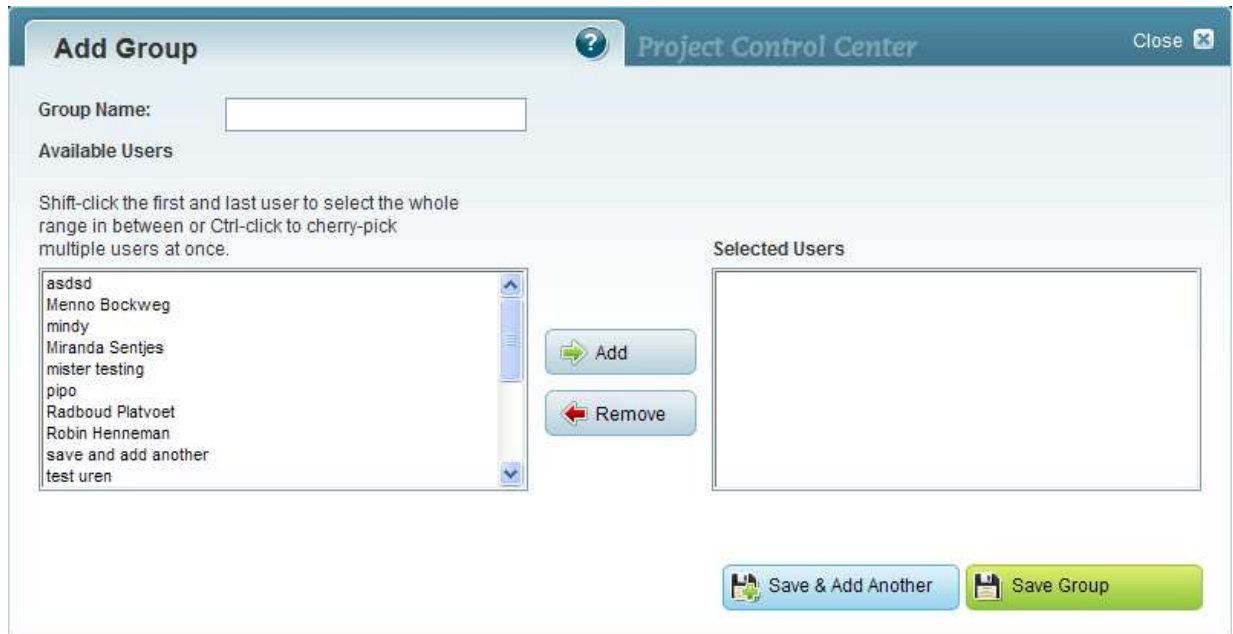 Add Group
?
Project Control Center
Close
Group Name:
Available Users
Shift-click the first and last user to select the whole
range in between or Ctrl-click to cherry-pick
multiple users at once.
Selected Users
asdsd
Menno Bockweg
mindy
Miranda Sentjes
mister testing
pipo
Radboud Platvoet
Robin Henneman
save and add another
test uren
Add
Remove
Save & Add Another
Save Group